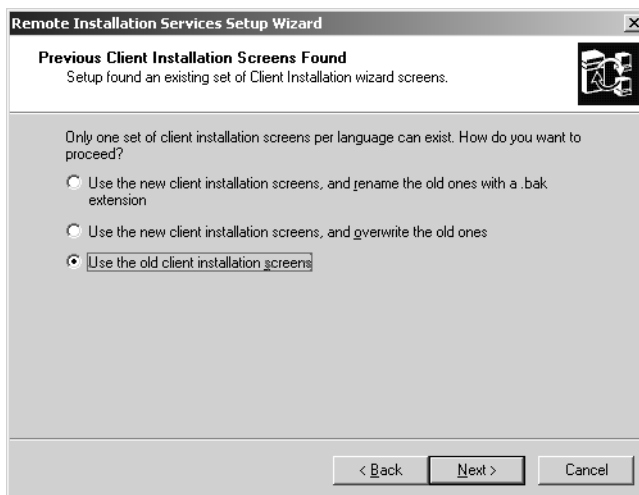 Remote Installation Services Setup Wizard
Previous Client Installation Screens Found
Setup found an existing set of Client Installation wizard screens.
Only one set of client installation screens per language can exist. How do you want to
proceed?
Use the new client installation screens, and rename the old ones with a .bak
extension
Use the new client installation screens, and overwrite the old ones
Use the old client installation screens
< Back
Next >
Cancel